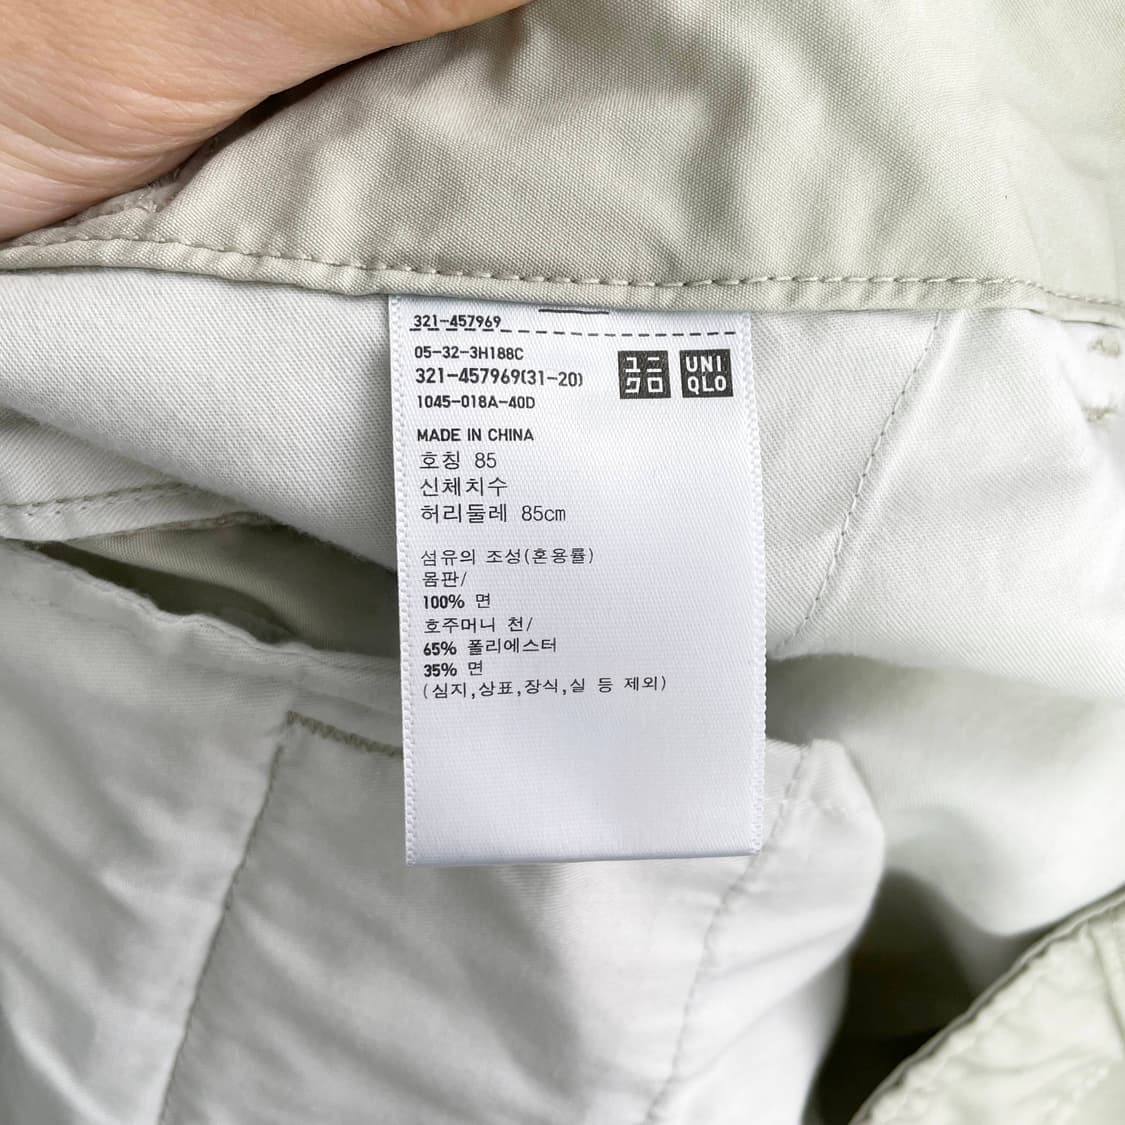 321-457969
05-32-3H188C
321-457969(31-20)
1045-018A-40D
ユニ
クロ
UNI
QLO
MADE IN CHINA
호칭 85
신체치수
허리둘레 85cm
섬유의 조성(혼용률)
몸판/
100% 면
호주머니 천/
65% 폴리에스터
35% 면
(심지,상표,장식,실 등 제외)